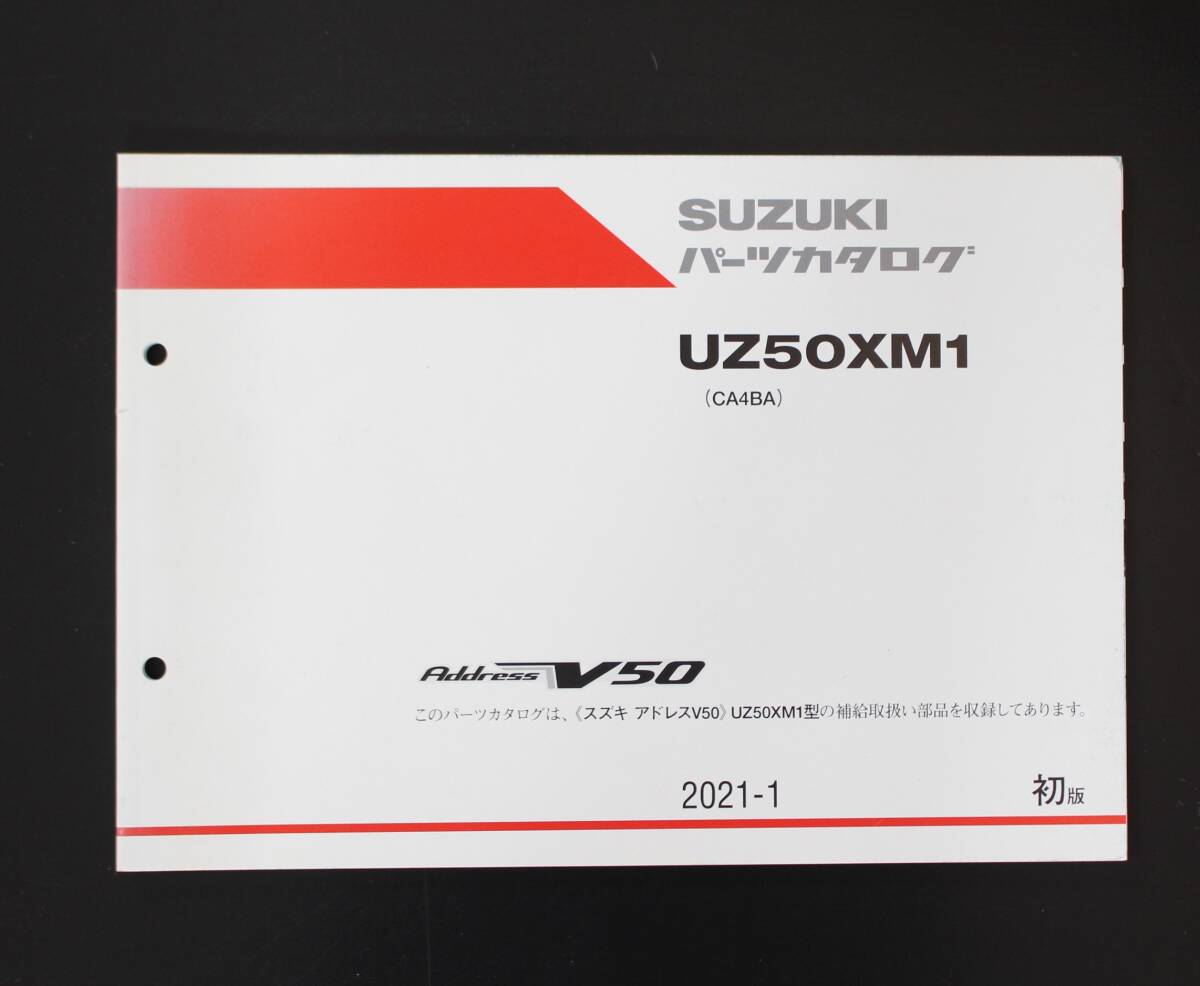 SUZUKI
パーツカタログ
UZ50XM1
(CA4BA)
Address V50
このパーツカタログは、《スズキ アドレスV50》UZ50XM1型の補給取扱い部品を収録してあります。
2021-1 初版